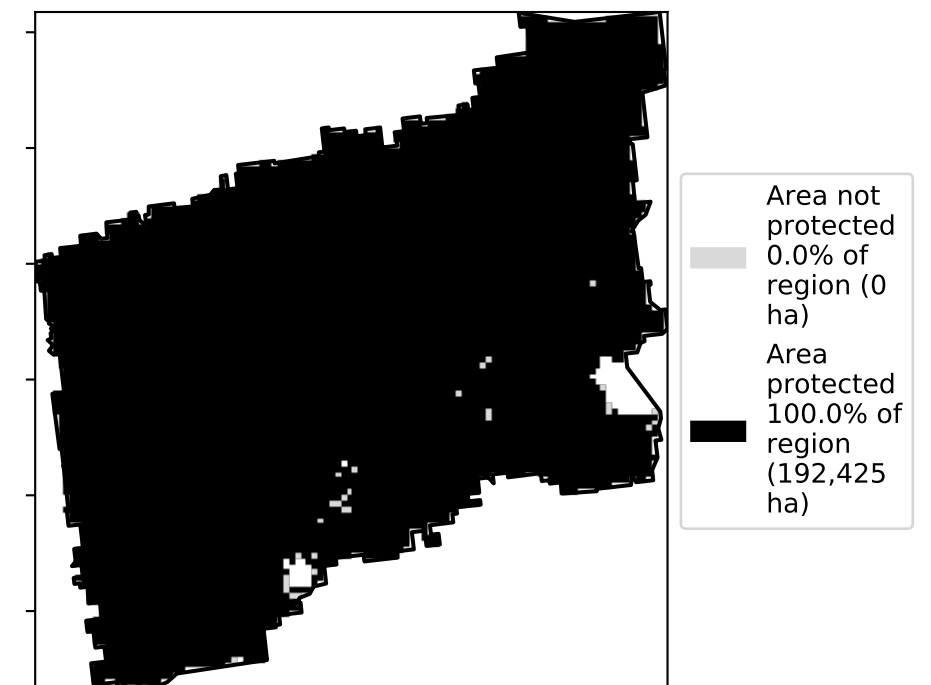 Area not
protected
0.0% of
region (0
ha)
Area
protected
100.0% of
region
(192,425
ha)